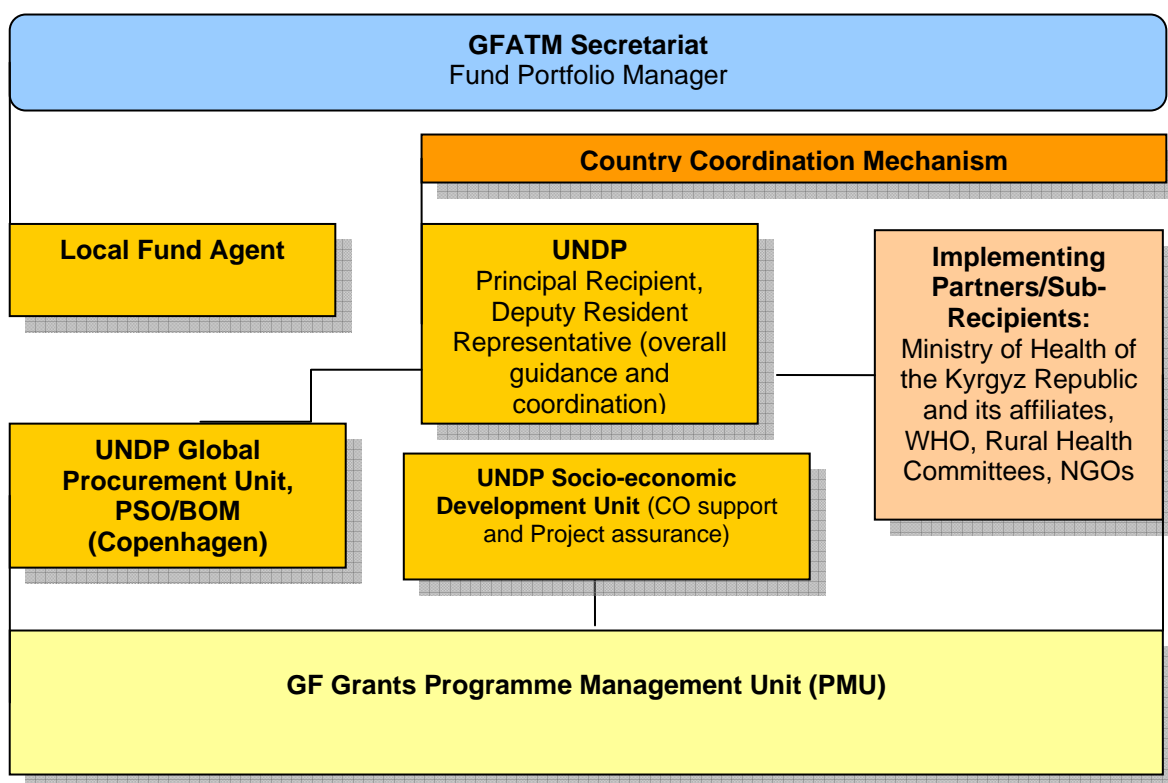 GFATM Secretariat
Fund Portfolio Manager
Country Coordination Mechanism
Local Fund Agent
UNDP
Principal Recipient,
Deputy Resident
Representative (overall
guidance and
coordination)
Implementing
Partners/Sub-
Recipients:
Ministry of Health of
the Kyrgyz Republic
and its affiliates,
WHO, Rural Health
Committees, NGOs
UNDP Global
Procurement Unit,
PSO/BOM
(Copenhagen)
UNDP Socio-economic
Development Unit (CO support
and Project assurance)
GF Grants Programme Management Unit (PMU)